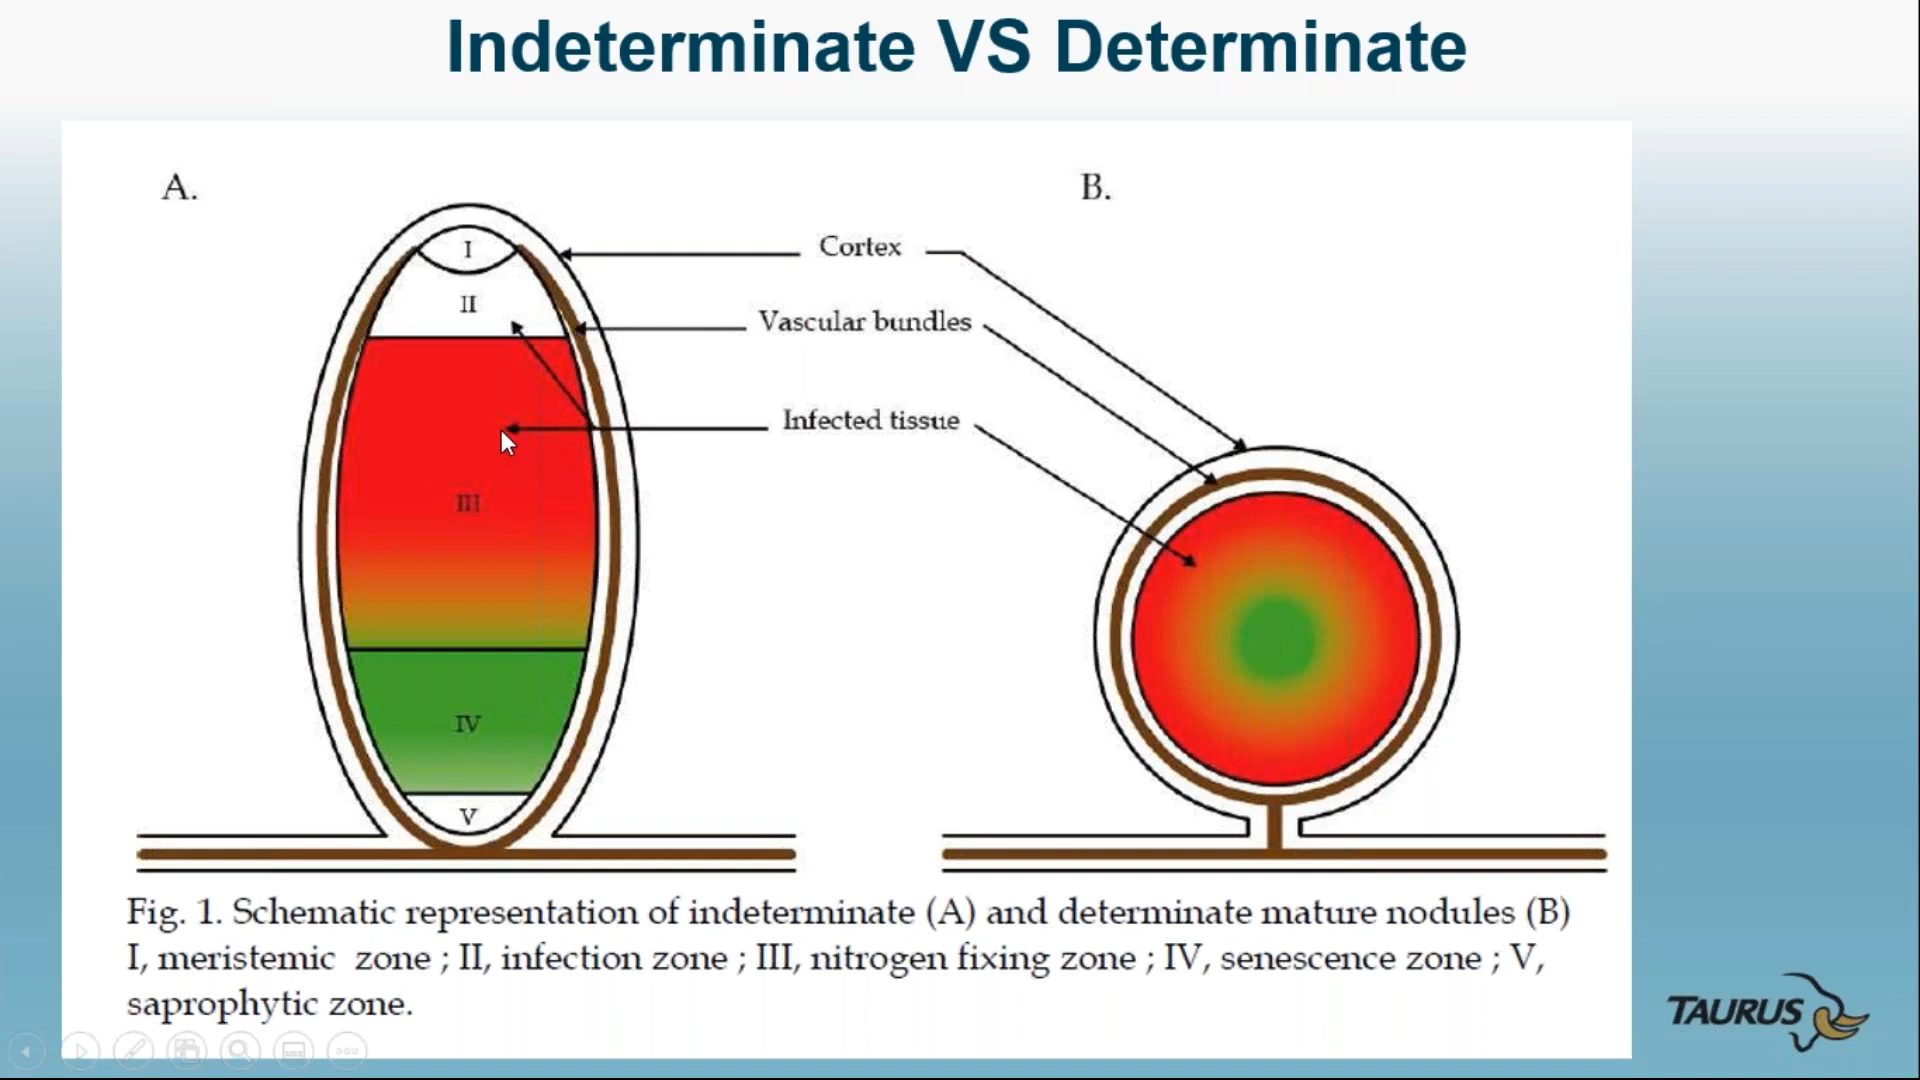 Indeterminate VS Determinate
A.
B.
I
Cortex
II
Vascular bundles
Infected tissue
III
IV
V
Fig. 1. Schematic representation of indeterminate (A) and determinate mature nodules (B)
I, meristemic zone ; II, infection zone ; III, nitrogen fixing zone ; IV, senescence zone ; V,
saprophytic zone.
TAURUS